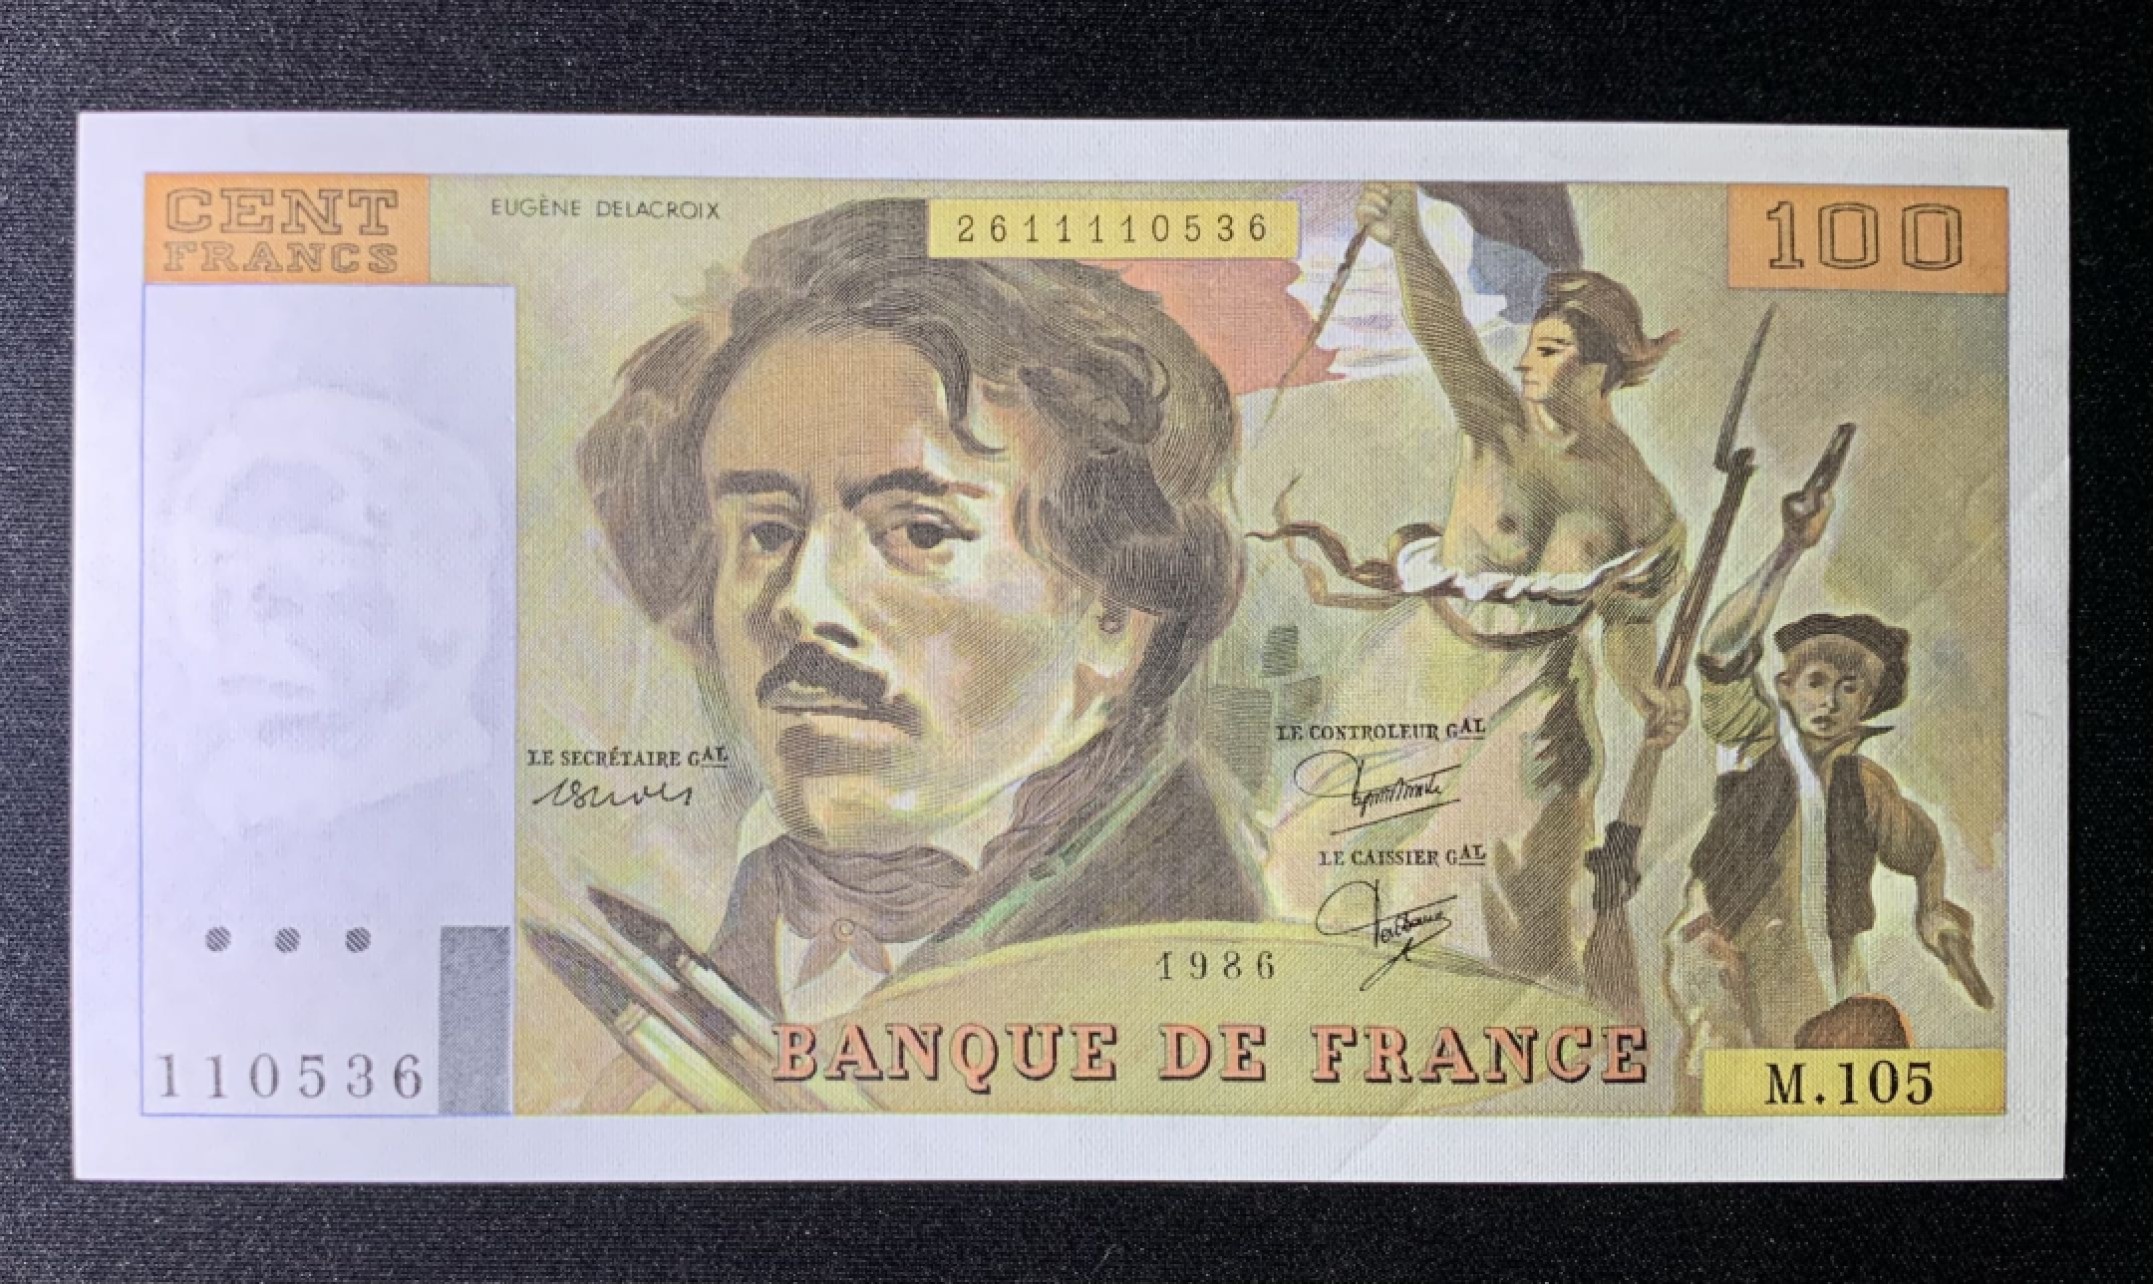 CENT
FRANCS
EUGÈNE DELACROIX
2611110536
100
LE SECRÉTAIRE GAL
LE CONTROLEUR GAL
LE CAISSIER GAL
1986
BANQUE DE FRANCE
110536
M.105